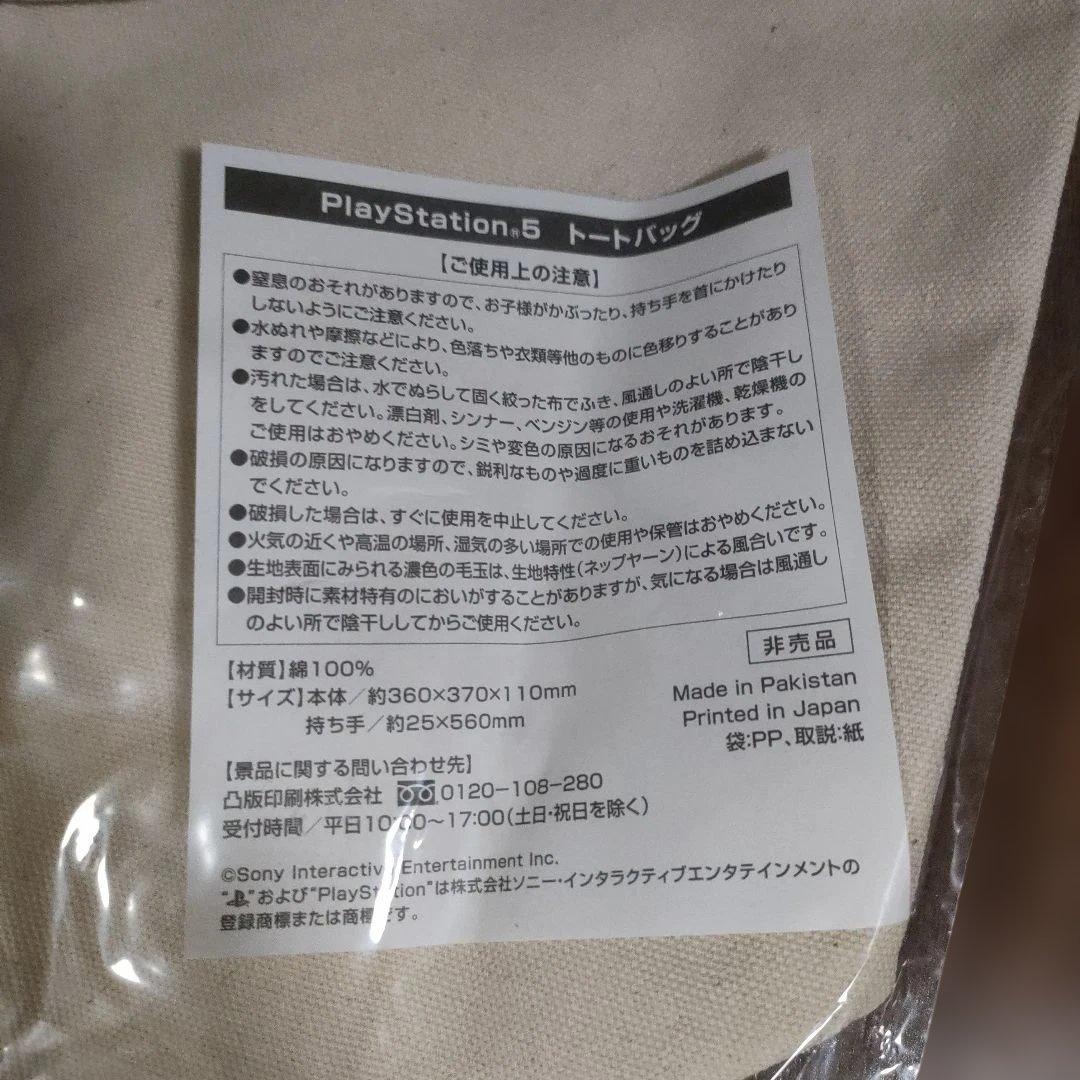 PlayStation®5 トートバッグ
【ご使用上の注意】
●窒息のおそれがありますので、お子様がかぶったり、持ち手を首にかけたり
しないようにご注意ください。
●水ぬれや摩擦などにより、色落ちや衣類等他のものに色移りすることがあり
ますのでご注意ください。
●汚れた場合は、水でぬらして固く絞った布でふき、風通しのよい所で陰干し
をしてください。漂白剤、シンナー、ベンジン等の使用や洗濯機、乾燥機の
ご使用はおやめください。シミや変色の原因になるおそれがあります。
●破損の原因になりますので、鋭利なものや過度に重いものを詰め込まない
でください。
●破損した場合は、すぐに使用を中止してください。
●火気の近くや高温の場所、湿気の多い場所での使用や保管はおやめください。
●生地表面にみられる濃色の毛玉は、生地特性(ネップヤーン)による風合いです。
●開封時に素材特有のにおいがすることがありますが、気になる場合は風通し
のよい所で陰干ししてからご使用ください。
非売品
【材質】綿100%
【サイズ】本体/約360×370×110mm
持ち手/約25×560mm
Made in Pakistan
Printed in Japan
袋:PP、取説:紙
【景品に関する問い合わせ先】
凸版印刷株式会社 0120-108-280
受付時間/平日10:00~17:00(土日・祝日を除く)
©Sony Interactive Entertainment Inc.
“PS”および“PlayStation”は株式会社ソニー・インタラクティブエンタテインメントの
登録商標または商標です。